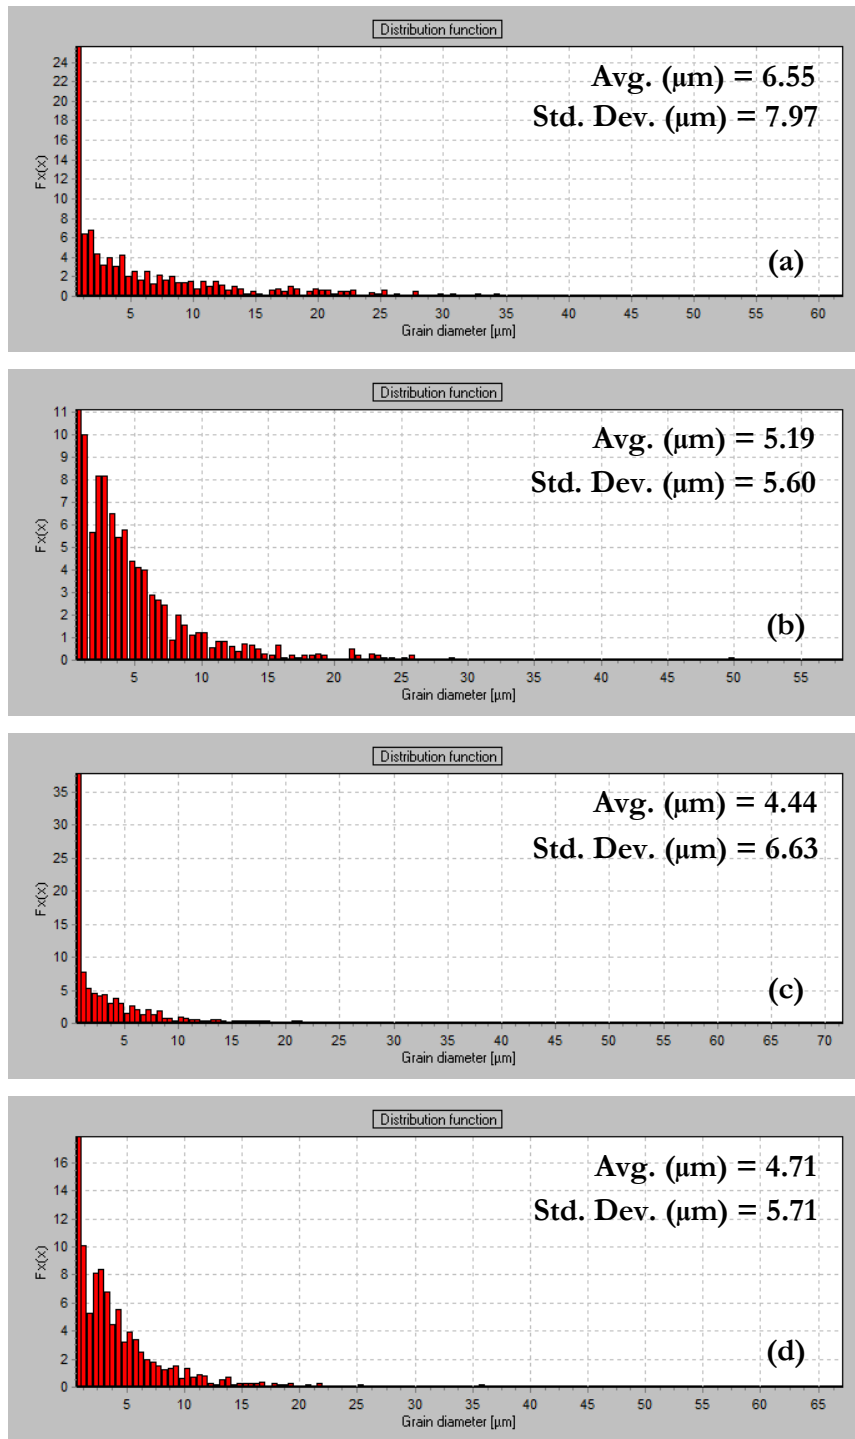 Distribution function
Avg. (µm) = 6.55
Std. Dev. (µm) = 7.97
(a)
Fx(x)
24
22
20
18
16
14
12
10
8
6
4
2
0
5 10 15 20 25 30 35 40 45 50 55 60
Grain diameter [µm]
Distribution function
Avg. (µm) = 5.19
Std. Dev. (µm) = 5.60
(b)
Fx(x)
11
10
9
8
7
6
5
4
3
2
1
0
5 10 15 20 25 30 35 40 45 50 55
Grain diameter [µm]
Distribution function
Avg. (µm) = 4.44
Std. Dev. (µm) = 6.63
(c)
Fx(x)
35
30
25
20
15
10
5
0
5 10 15 20 25 30 35 40 45 50 55 60 65 70
Grain diameter [µm]
Distribution function
Avg. (µm) = 4.71
Std. Dev. (µm) = 5.71
(d)
Fx(x)
16
14
12
10
8
6
4
2
0
5 10 15 20 25 30 35 40 45 50 55 60 65
Grain diameter [µm]